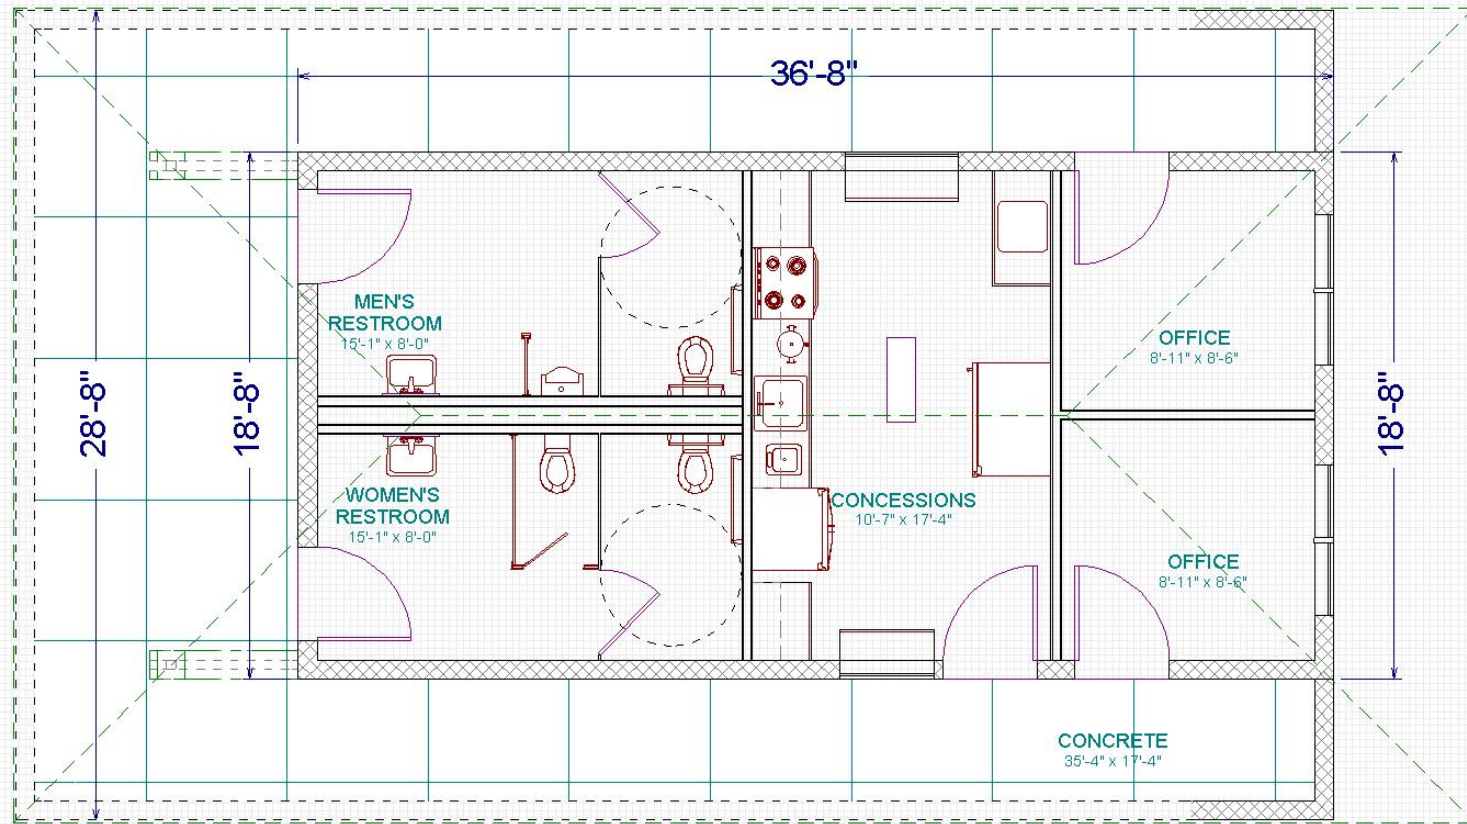 36'-8"
28'-8"
18'-8"
18'-8"
MEN'S
RESTROOM
15'-1" x 8'-0"
OFFICE
8'-11" x 8'-6"
WOMEN'S
RESTROOM
15'-1" x 8'-0"
CONCESSIONS
10'-7" x 17'-4"
OFFICE
8'-11" x 8'-6"
CONCRETE
35'-4" x 17'-4"